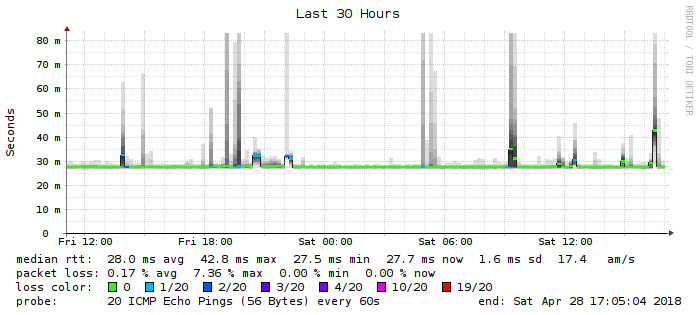 Last 30 Hours
RRDTOOL / TOBI OETIKER
Seconds
80 m
70 m
60 m
50 m
40 m
30 m
20 m
10 m
0
Fri 12:00 Fri 18:00 Sat 00:00 Sat 06:00 Sat 12:00
median rtt: 28.0 ms avg 42.8 ms max 27.5 ms min 27.7 ms now 1.6 ms sd 17.4 am/s
packet loss: 0.17 % avg 7.36 % max 0.00 % min 0.00 % now
loss color: 0 1/20 2/20 3/20 4/20 10/20 19/20
probe: 20 ICMP Echo Pings (56 Bytes) every 60s end: Sat Apr 28 17:05:04 2018